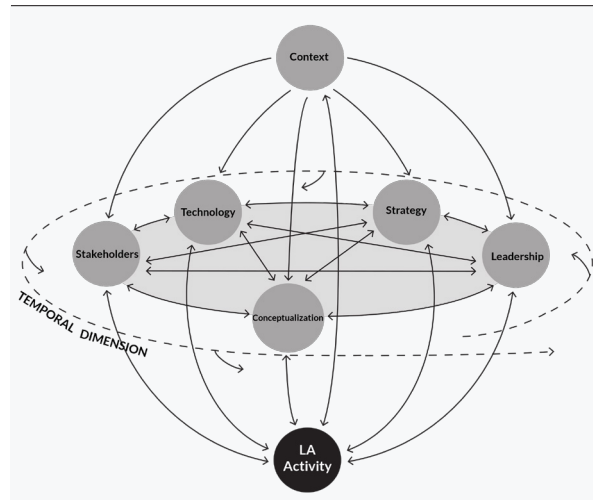 Context
Technology
Strategy
Stakeholders
Leadership
Conceptualization
TEMPORAL DIMENSION
LA
Activity